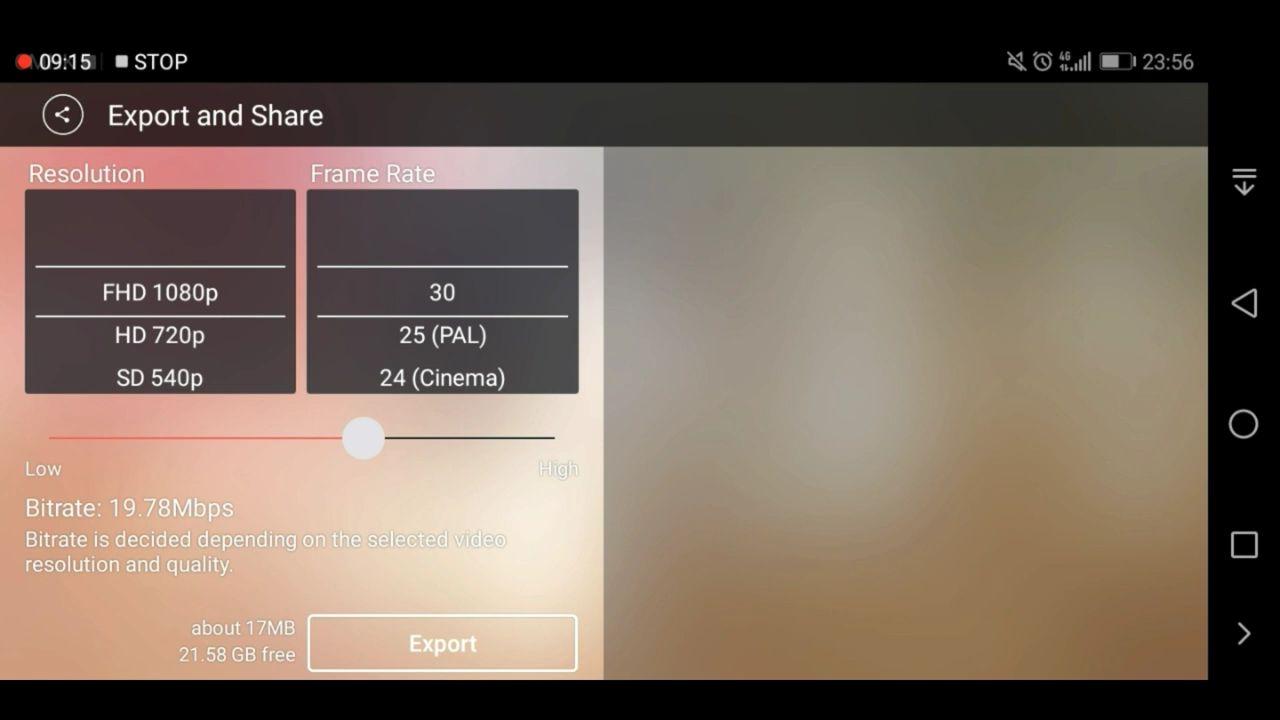 09:15 STOP
4G 23:56
Export and Share
Resolution
Frame Rate
FHD 1080p
HD 720p
SD 540p
30
25 (PAL)
24 (Cinema)
Low
High
Bitrate: 19.78Mbps
Bitrate is decided depending on the selected video
resolution and quality.
about 17MB
21.58 GB free
Export